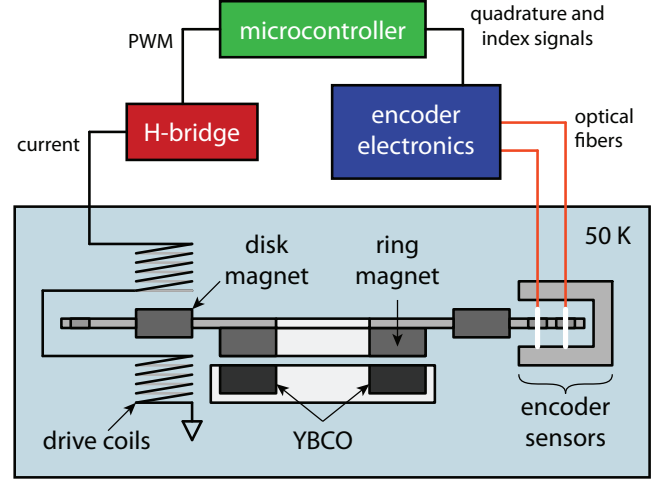 microcontroller
quadrature and
index signals
PWM
H-bridge
encoder
electronics
optical
fibers
current
50 K
disk
magnet
ring
magnet
drive coils
YBCO
encoder
sensors